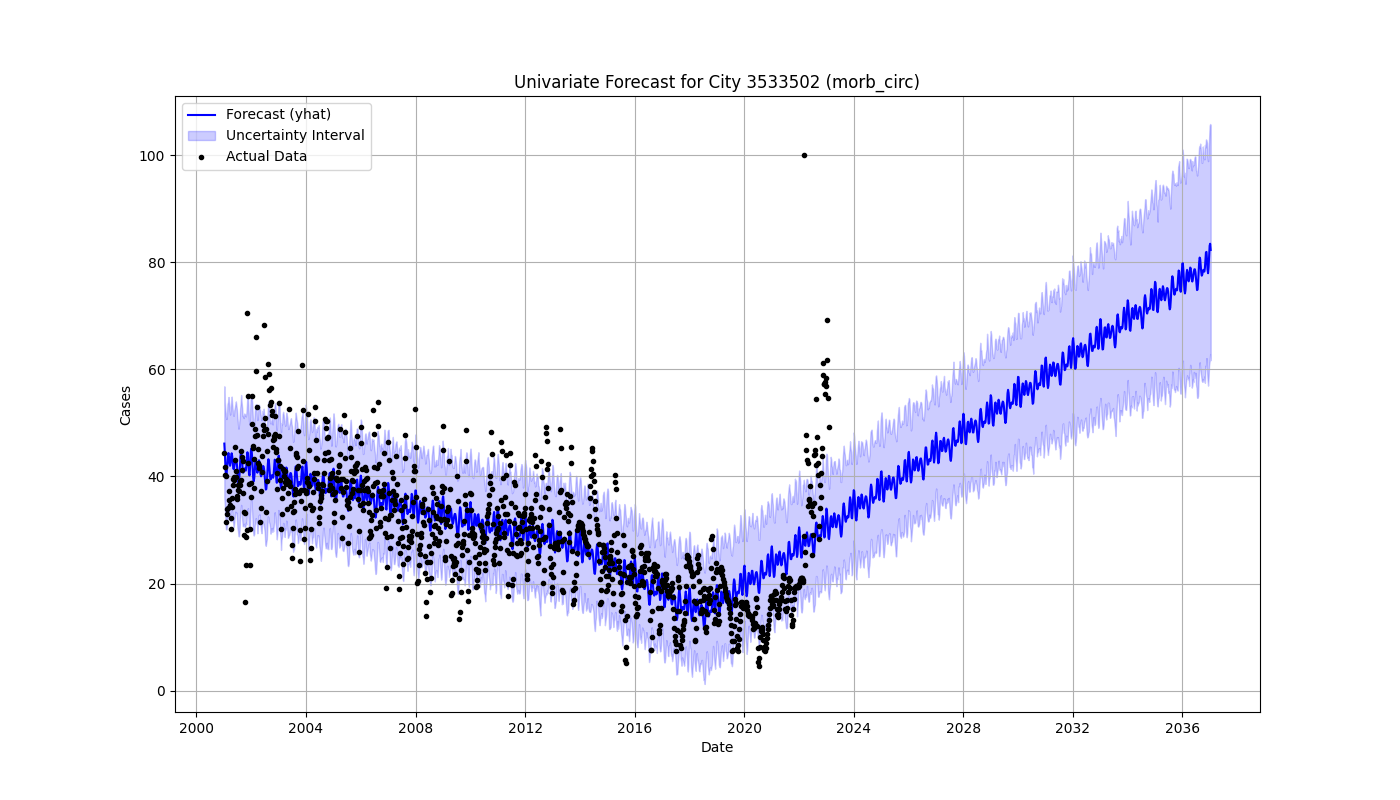 Univariate Forecast for City 3533502 (morb_circ)
Forecast (yhat)
Uncertainty Interval
Actual Data
Cases
100
80
60
40
20
0
2000 2004 2008 2012 2016 2020 2024 2028 2032 2036
Date